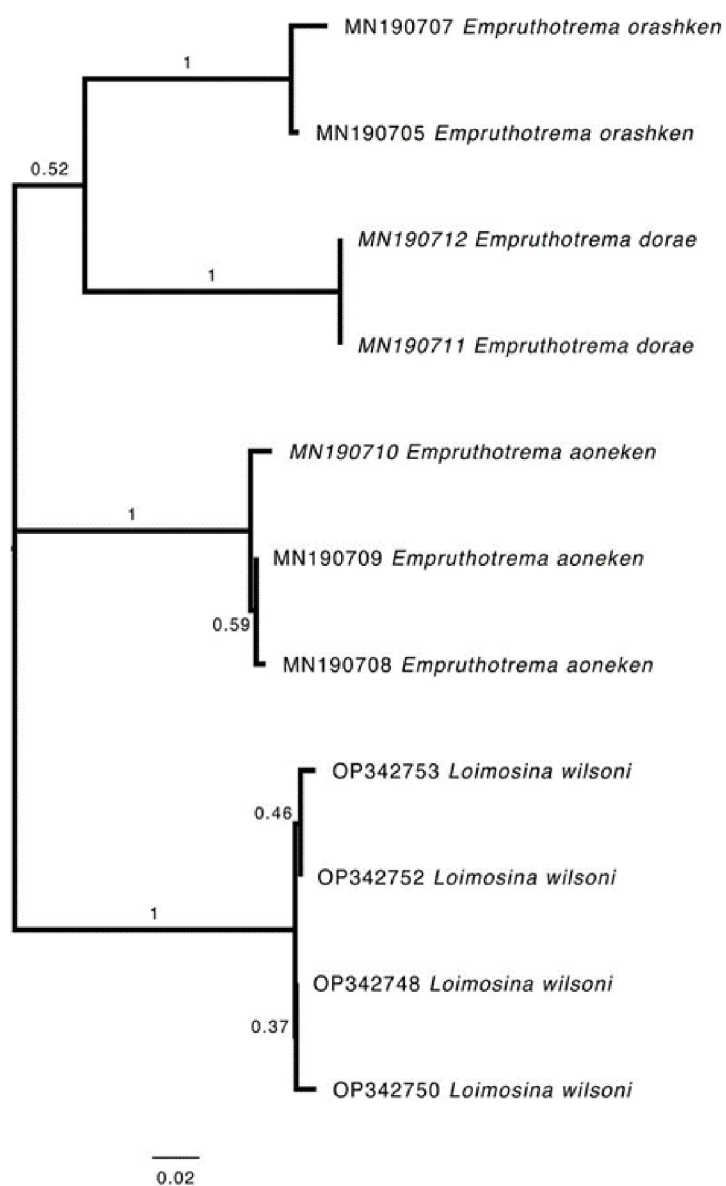 MN190707 Empruthotrema orashken
1
MN190705 Empruthotrema orashken
0.52
MN190712 Empruthotrema dorae
1
MN190711 Empruthotrema dorae
MN190710 Empruthotrema aoneken
1
MN190709 Empruthotrema aoneken
0.59
MN190708 Empruthotrema aoneken
OP342753 Loimosina wilsoni
0.46
OP342752 Loimosina wilsoni
1
OP342748 Loimosina wilsoni
0.37
OP342750 Loimosina wilsoni
0.02